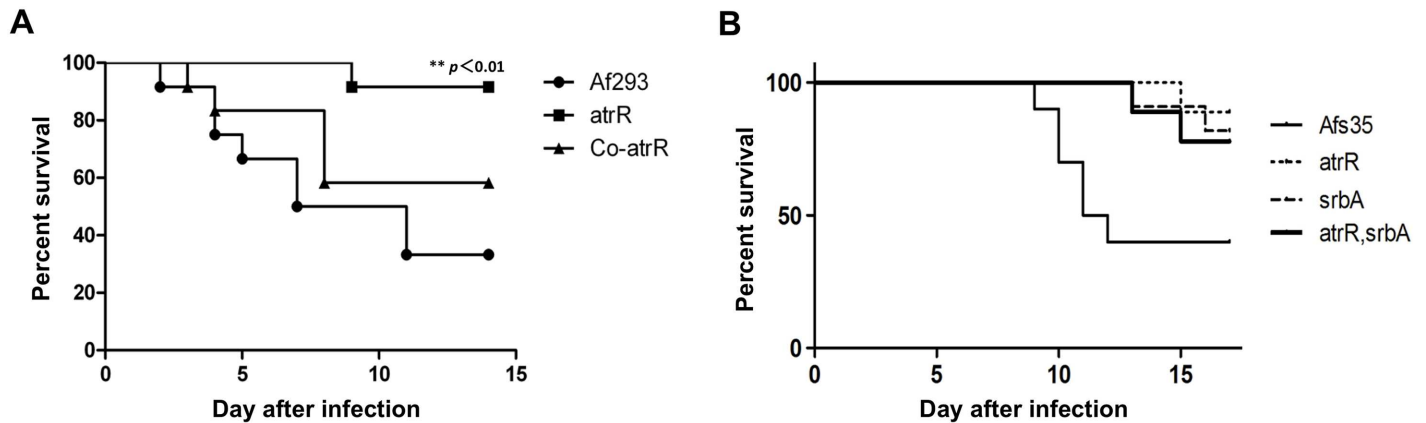 A
Percent survival
100
80
60
40
20
0
0 5 10 15
Day after infection
** p<0.01
Af293
atrR
Co-atrR
B
Percent survival
100
50
0
0 5 10 15
Day after infection
Afs35
atrR
srbA
atrR,srbA